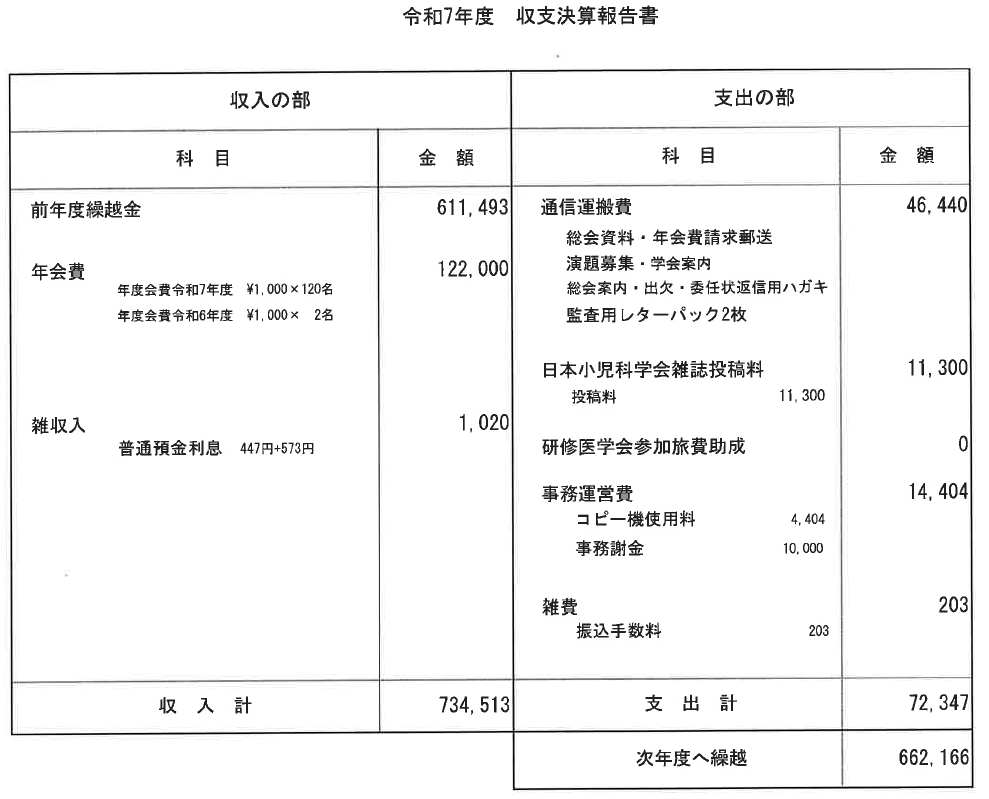 令和7年度　収支決算報告書
収入の部
科　目　金　額
前年度繰越金　611,493
年会費　122,000
年度会費令和7年度　¥1,000×120名
年度会費令和6年度　¥1,000×　2名
雑収入　1,020
普通預金利息　447円+573円
収　入　計　734,513
支出の部
科　目　金　額
通信運搬費　46,440
総会資料・年会費請求郵送
演題募集・学会案内
総会案内・出欠・委任状返信用ハガキ
監査用レターパック2枚
日本小児科学会雑誌投稿料　11,300
投稿料　11,300
研修医学会参加旅費助成　0
事務運営費　14,404
コピー機使用料　4,404
事務謝金　10,000
雑費　203
振込手数料　203
支　出　計　72,347
次年度へ繰越　662,166